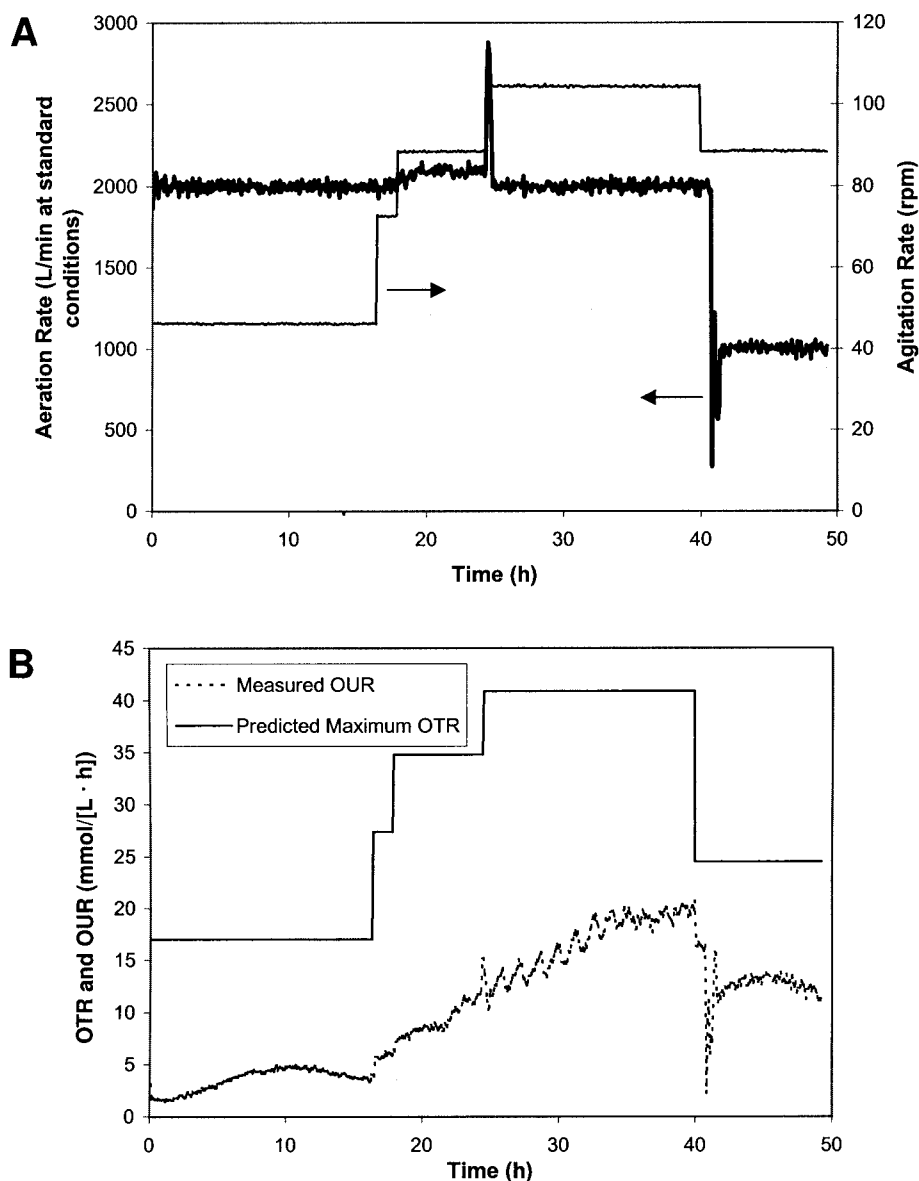 A
3000
2500
2000
1500
1000
500
0
Aeration Rate (L/min at standard
conditions)
120
100
80
60
40
20
0
Agitation Rate (rpm)
0 10 20 30 40 50
Time (h)
B
45
40
35
30
25
20
15
10
5
0
OTR and OUR (mmol/[L · h])
Measured OUR
Predicted Maximum OTR
0 10 20 30 40 50
Time (h)